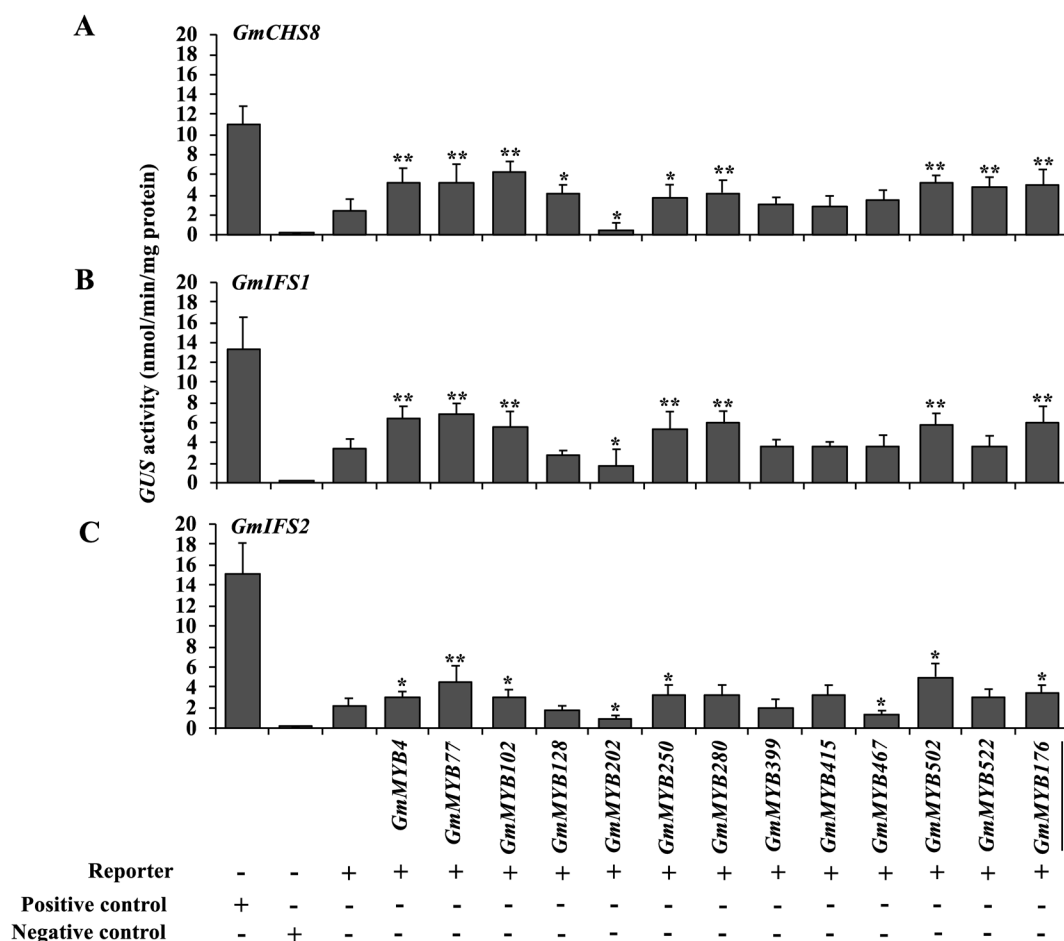 A
GmCHS8
20
18
16
14
12
10
8
6
4
2
0
** ** ** * * * ** ** ** **
B
GmIFS1
20
18
16
14
12
10
8
6
4
2
0
** ** ** * ** ** ** **
C
GmIFS2
20
18
16
14
12
10
8
6
4
2
0
* ** * * * * * *
GUS activity (nmol/min/mg protein)
GmMYB4
GmMYB77
GmMYB102
GmMYB128
GmMYB202
GmMYB250
GmMYB280
GmMYB399
GmMYB415
GmMYB467
GmMYB502
GmMYB522
GmMYB176
Reporter - - + + + + + + + + + + + + + +
Positive control + - - - - - - - - - - - - - - -
Negative control - + - - - - - - - - - - - - - -